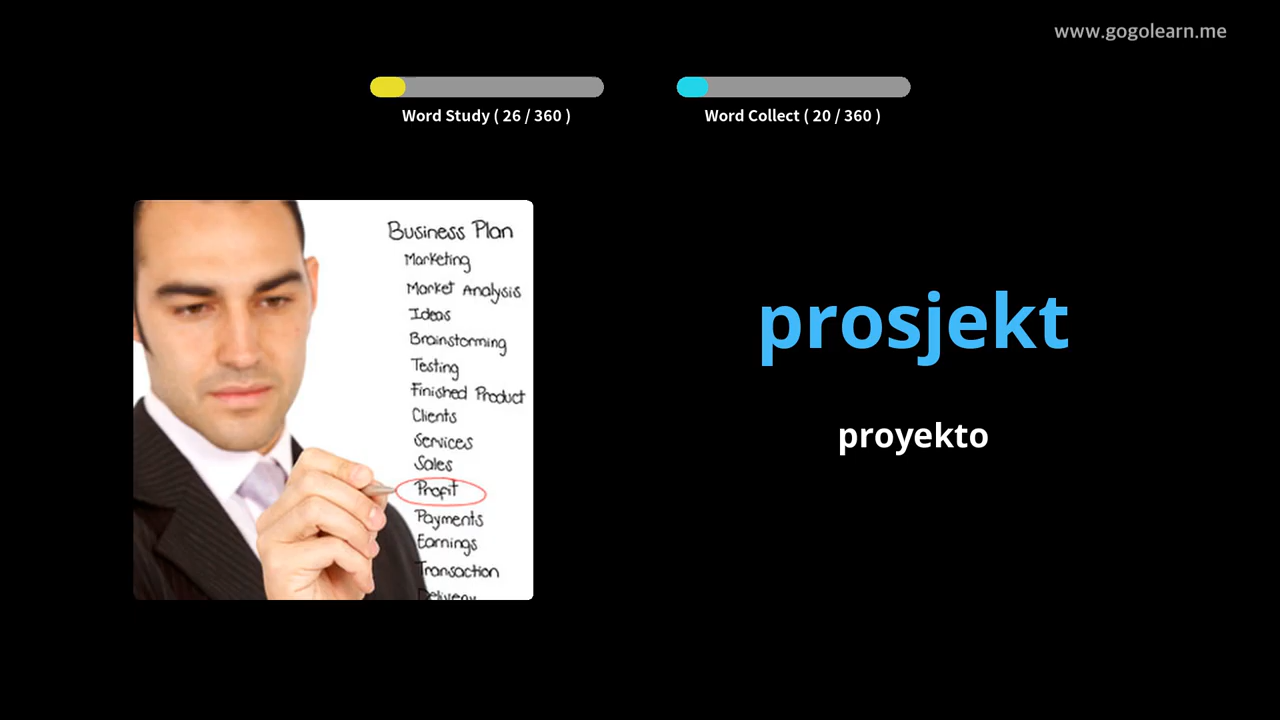 www.gogolearn.me
Word Study ( 26 / 360 )
Word Collect ( 20 / 360 )
Business Plan
Marketing
Market Analysis
Ideas
Brainstorming
Testing
Finished Product
Clients
Services
Sales
Profit
Payments
Earnings
Transaction
Delivery
prosjekt
proyekto